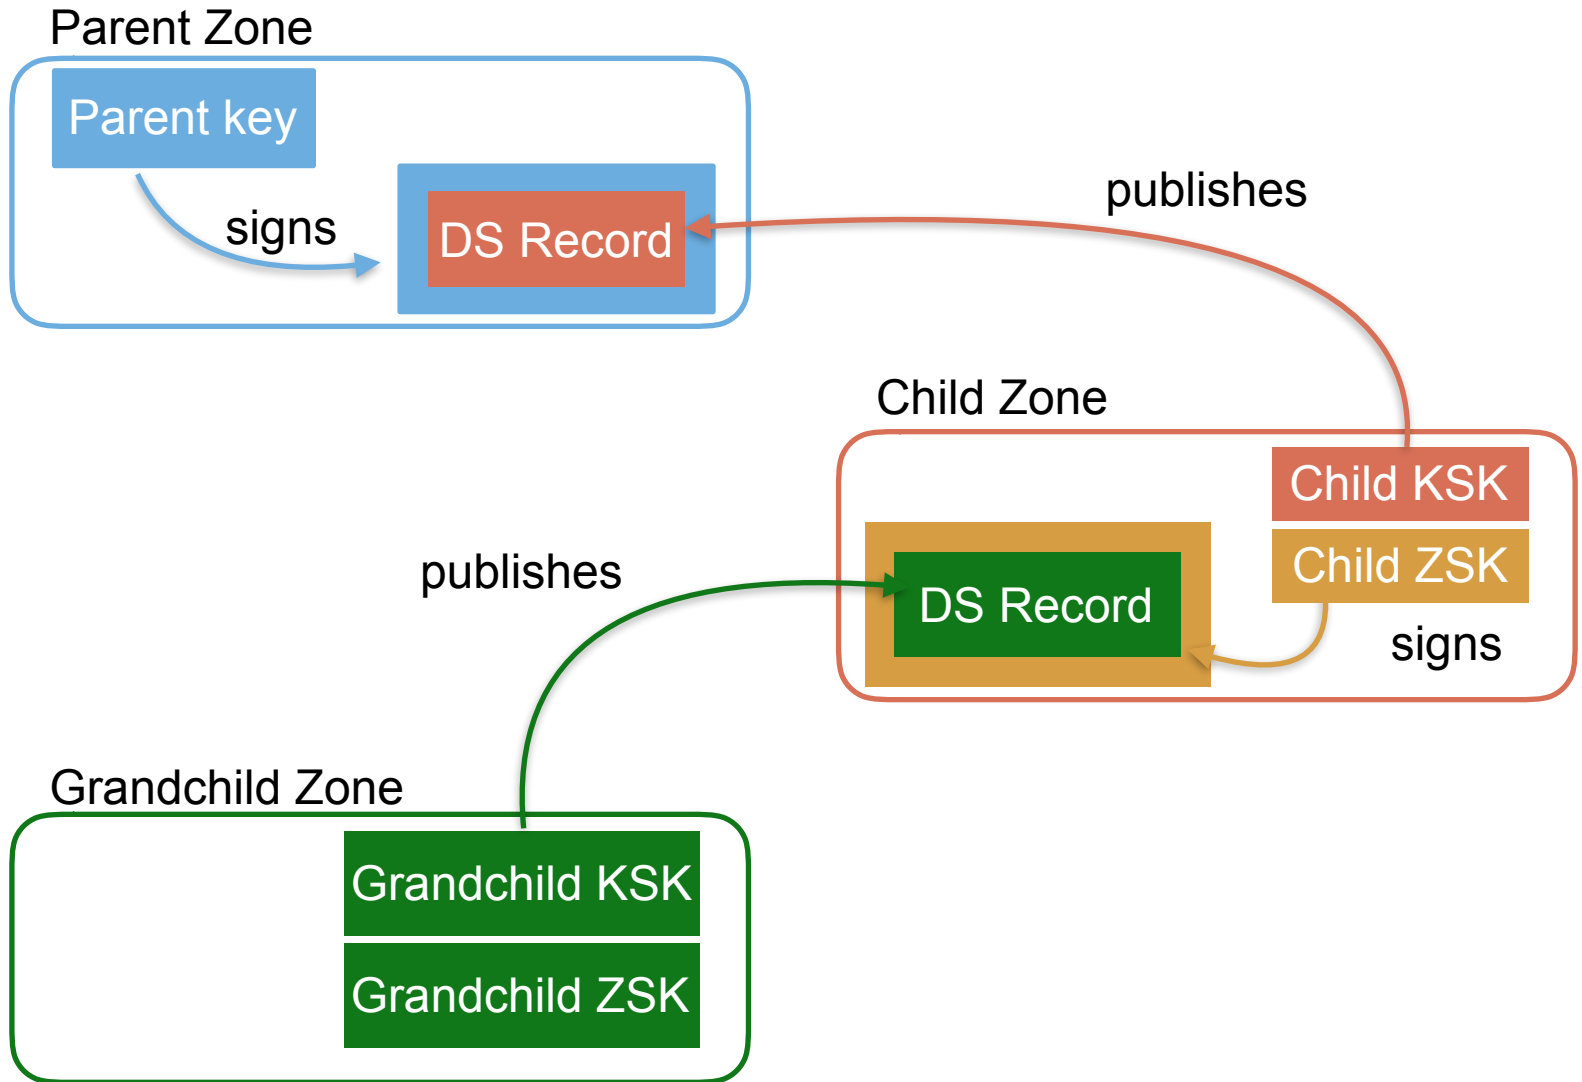 Parent Zone
Parent key
signs
DS Record
publishes
Child Zone
Child KSK
Child ZSK
publishes
DS Record
signs
Grandchild Zone
Grandchild KSK
Grandchild ZSK